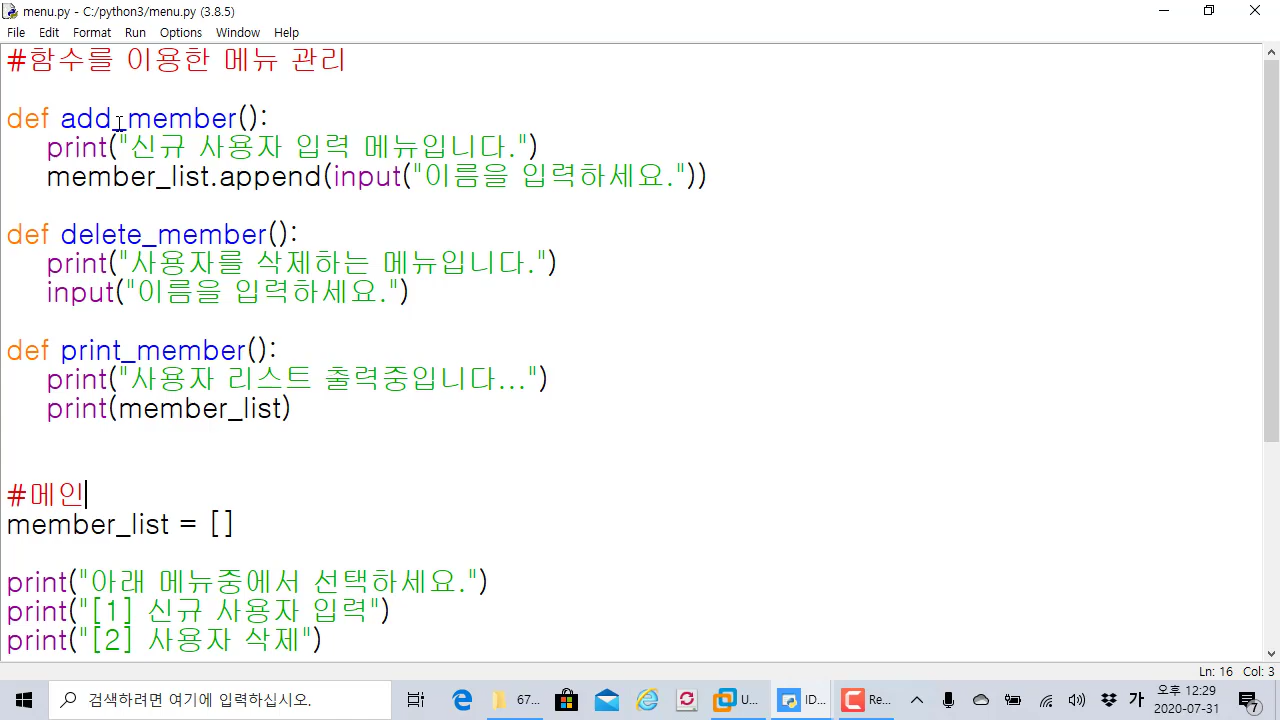 menu.py - C:/python3/menu.py (3.8.5)
File Edit Format Run Options Window Help
#함수를 이용한 메뉴 관리
def add_member():
print("신규 사용자 입력 메뉴입니다.")
member_list.append(input("이름을 입력하세요."))
def delete_member():
print("사용자를 삭제하는 메뉴입니다.")
input("이름을 입력하세요.")
def print_member():
print("사용자 리스트 출력중입니다...")
print(member_list)
#메인
member_list = []
print("아래 메뉴중에서 선택하세요.")
print("[1] 신규 사용자 입력")
print("[2] 사용자 삭제")
Ln: 16 Col: 3
검색하려면 여기에 입력하십시오.
67...
U...
ID...
Re...
가
오후 12:29
2020-07-31
7